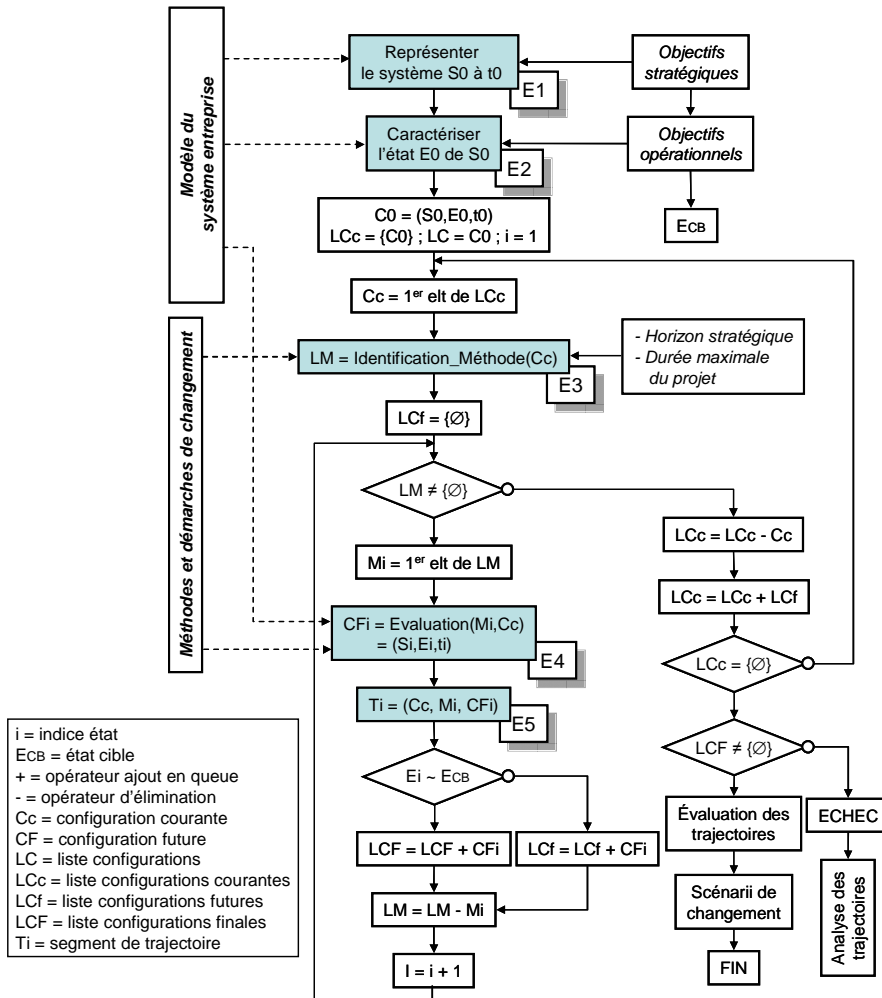 Modèle du
système entreprise
Représenter
le système S0 à t0
E1
Objectifs
stratégiques
Caractériser
l'état E0 de S0
E2
Objectifs
opérationnels
ECB
C0 = (S0,E0,t0)
LCc = {C0} ; LC = C0 ; i = 1
Cc = 1er elt de LCc
Méthodes et démarches de changement
LM = Identification_Méthode(Cc)
E3
- Horizon stratégique
- Durée maximale
du projet
LCf = {∅}
LM ≠ {∅}
Mi = 1er elt de LM
CFi = Evaluation(Mi,Cc)
= (Si,Ei,ti)
E4
Ti = (Cc, Mi, CFi)
E5
Ei ~ ECB
LCF = LCF + CFi
LCf = LCf + CFi
LM = LM - Mi
I = i + 1
LCc = LCc - Cc
LCc = LCc + LCf
LCc = {∅}
LCF ≠ {∅}
Évaluation des
trajectoires
ECHEC
Scénarii de
changement
Analyse des
trajectoires
FIN
i = indice état
ECB = état cible
+ = opérateur ajout en queue
- = opérateur d'élimination
Cc = configuration courante
CF = configuration future
LC = liste configurations
LCc = liste configurations courantes
LCf = liste configurations futures
LCF = liste configurations finales
Ti = segment de trajectoire